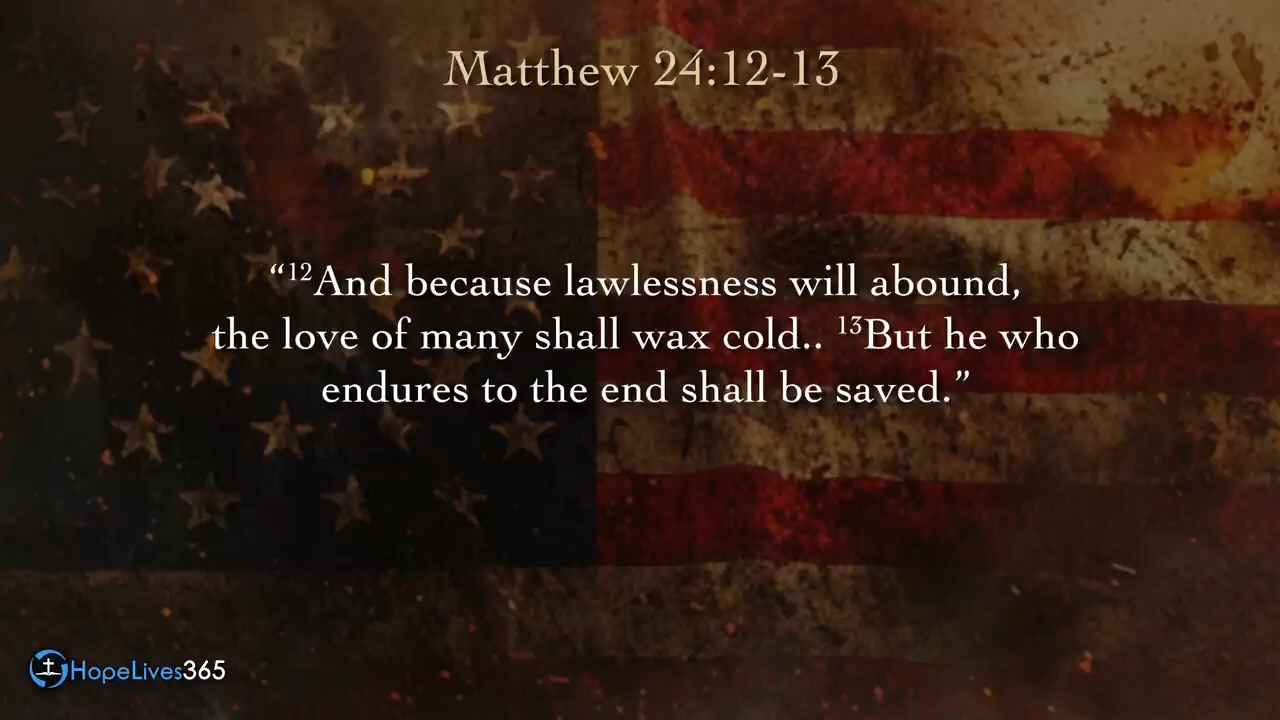 Matthew 24:12-13
“¹²And because lawlessness will abound,
the love of many shall wax cold.. ¹³But he who
endures to the end shall be saved.”
HopeLives365